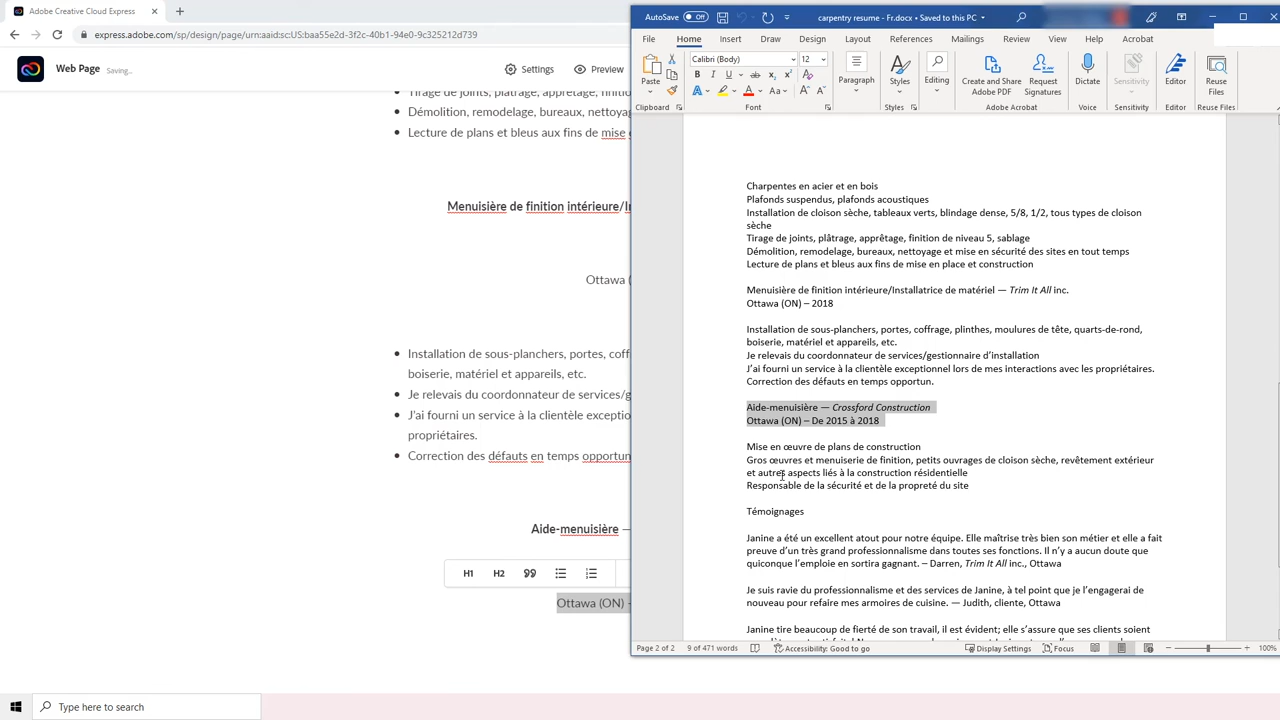 Adobe Creative Cloud Express
express.adobe.com/sp/design/page/urn:aaid:sc:US:baa55e2d-3f2c-40b1-94e0-9c325212d739
Web Page
Saving...
Settings
Preview
Tirage de joints, plâtrage, apprêtage, finition
Démolition, remodelage, bureaux, nettoyag
Lecture de plans et bleus aux fins de mise e
Menuisière de finition intérieure/In
Ottawa (
Installation de sous-planchers, portes, coff
boiserie, matériel et appareils, etc.
Je relevais du coordonnateur de services/g
J'ai fourni un service à la clientèle exceptio
propriétaires.
Correction des défauts en temps opportun
Aide-menuisière —
H1 H2
Ottawa (ON) –
Type here to search
AutoSave Off
carpentry resume - Fr.docx • Saved to this PC
File Home Insert Draw Design Layout References Mailings Review View Help Acrobat
Paste
Calibri (Body) 12
Paragraph
Styles
Editing
Create and Share
Adobe PDF
Request
Signatures
Dictate
Sensitivity
Editor
Reuse
Files
Clipboard Font Styles Adobe Acrobat Voice Sensitivity Editor Reuse Files
Charpentes en acier et en bois
Plafonds suspendus, plafonds acoustiques
Installation de cloison sèche, tableaux verts, blindage dense, 5/8, 1/2, tous types de cloison
sèche
Tirage de joints, plâtrage, apprêtage, finition de niveau 5, sablage
Démolition, remodelage, bureaux, nettoyage et mise en sécurité des sites en tout temps
Lecture de plans et bleus aux fins de mise en place et construction
Menuisière de finition intérieure/Installatrice de matériel — Trim It All inc.
Ottawa (ON) – 2018
Installation de sous-planchers, portes, coffrage, plinthes, moulures de tête, quarts-de-rond,
boiserie, matériel et appareils, etc.
Je relevais du coordonnateur de services/gestionnaire d'installation
J'ai fourni un service à la clientèle exceptionnel lors de mes interactions avec les propriétaires.
Correction des défauts en temps opportun.
Aide-menuisière — Crossford Construction
Ottawa (ON) – De 2015 à 2018
Mise en œuvre de plans de construction
Gros œuvres et menuiserie de finition, petits ouvrages de cloison sèche, revêtement extérieur
et autres aspects liés à la construction résidentielle
Responsable de la sécurité et de la propreté du site
Témoignages
Janine a été un excellent atout pour notre équipe. Elle maîtrise très bien son métier et elle a fait
preuve d'un très grand professionnalisme dans toutes ses fonctions. Il n'y a aucun doute que
quiconque l'emploie en sortira gagnant. – Darren, Trim It All inc., Ottawa
Je suis ravie du professionnalisme et des services de Janine, à tel point que je l'engagerai de
nouveau pour refaire mes armoires de cuisine. — Judith, cliente, Ottawa
Janine tire beaucoup de fierté de son travail, il est évident; elle s'assure que ses clients soient
Page 2 of 2 9 of 471 words Accessibility: Good to go Display Settings Focus 100%